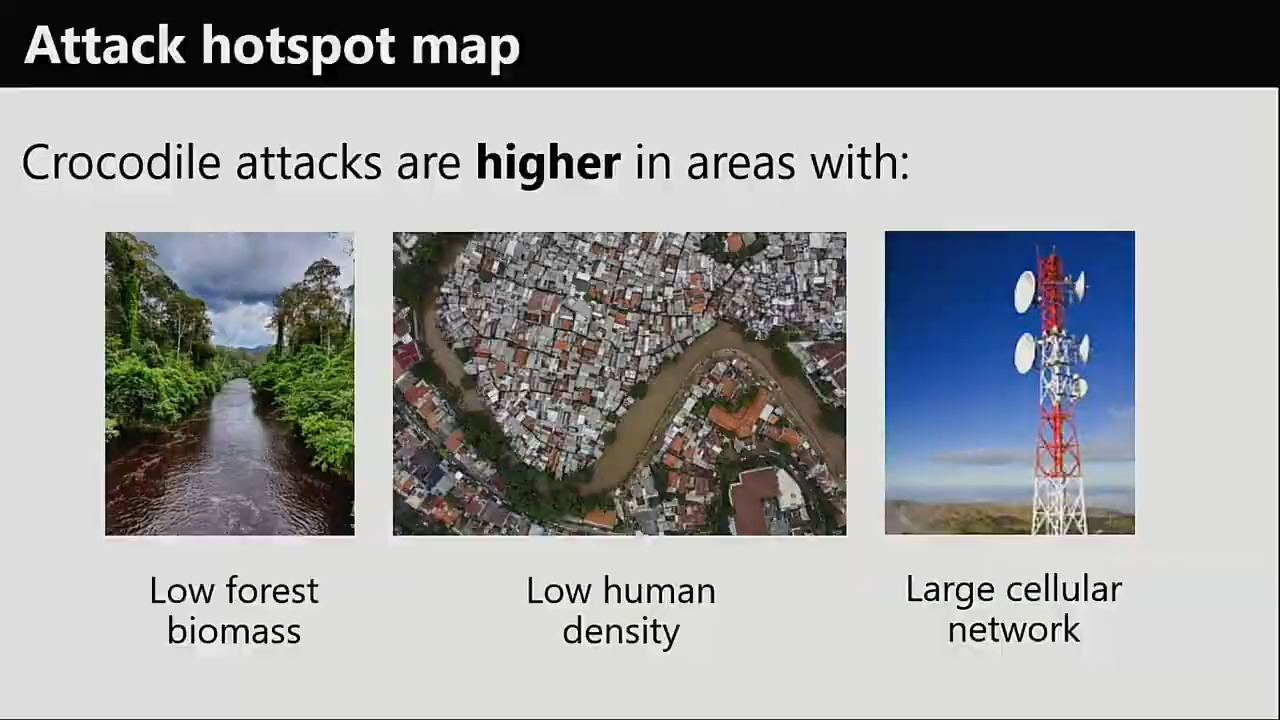 Attack hotspot map
Crocodile attacks are higher in areas with:
Low forest
biomass
Low human
density
Large cellular
network